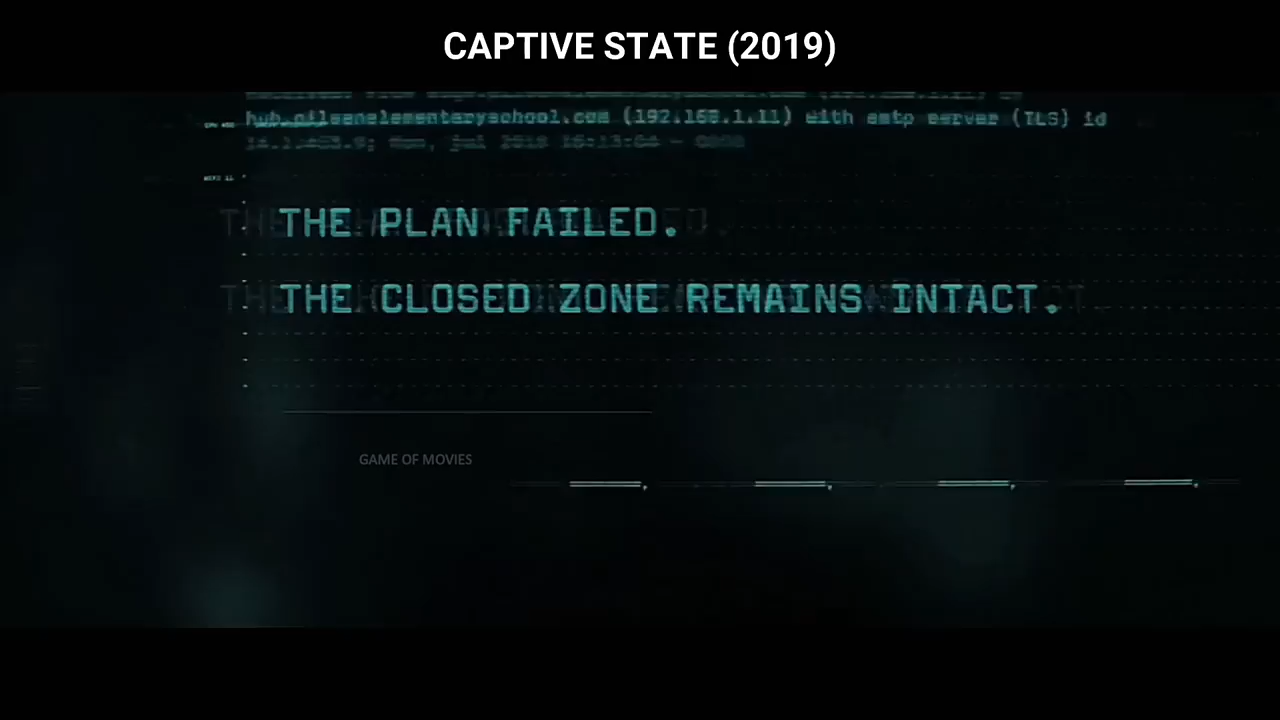 CAPTIVE STATE (2019)
hub.pilsenelementaryschool.com (192.168.1.11) with smtp server (TLS) id
THE PLAN FAILED.
THE CLOSED ZONE REMAINS INTACT.
GAME OF MOVIES